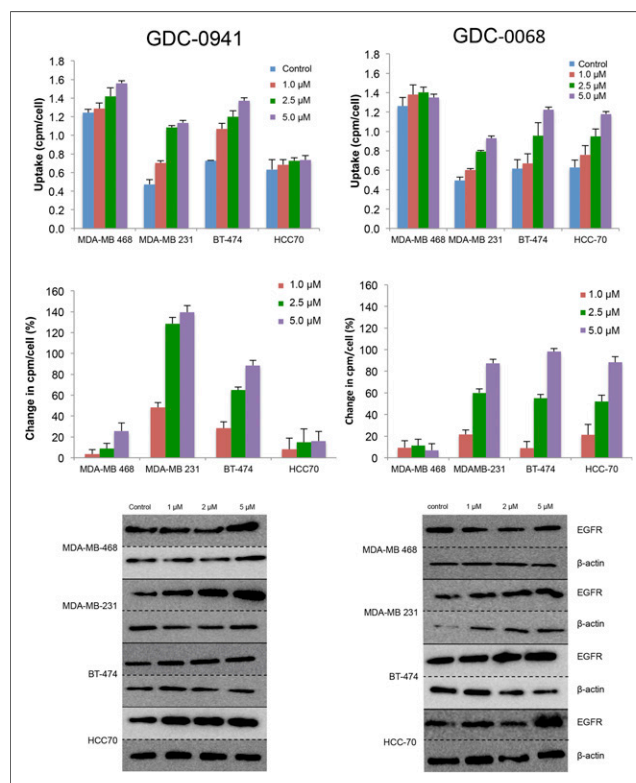 GDC-0941
GDC-0068
1.8
1.6
1.4
1.2
1.0
0.8
0.6
0.4
0.2
0.0
Uptake (cpm/cell)
Control
1.0 µM
2.5 µM
5.0 µM
MDA-MB 468 MDA-MB 231 BT-474 HCC70
1.8
1.6
1.4
1.2
1.0
0.8
0.6
0.4
0.2
0.0
Uptake (cpm/cell)
Control
1.0 µM
2.5 µM
5.0 µM
MDA-MB 468 MDA-MB 231 BT-474 HCC-70
160
140
120
100
80
60
40
20
0
Change in cpm/cell (%)
1.0 µM
2.5 µM
5.0 µM
MDA-MB 468 MDA-MB 231 BT-474 HCC70
160
140
120
100
80
60
40
20
0
Change in cpm/cell (%)
1.0 µM
2.5 µM
5.0 µM
MDA-MB 468 MDAMB-231 BT-474 HCC-70
Control 1 µM 2 µM 5 µM
MDA-MB-468
MDA-MB-231
BT-474
HCC70
control 1 µM 2 µM 5 µM
MDA-MB 468
MDA-MB 231
BT-474
HCC-70
EGFR
β-actin
EGFR
β-actin
EGFR
β-actin
EGFR
β-actin